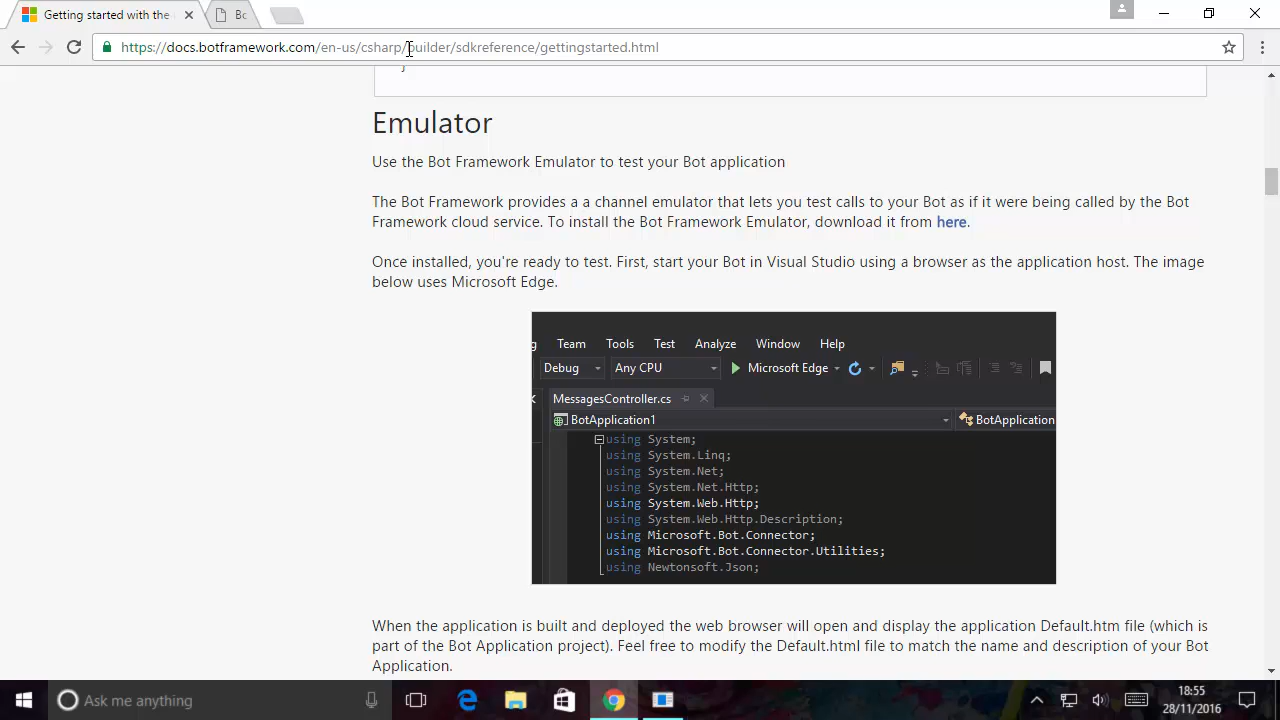 Getting started with the
Bc
https://docs.botframework.com/en-us/csharp/builder/sdkreference/gettingstarted.html
}
Emulator
Use the Bot Framework Emulator to test your Bot application
The Bot Framework provides a a channel emulator that lets you test calls to your Bot as if it were being called by the Bot
Framework cloud service. To install the Bot Framework Emulator, download it from here.
Once installed, you're ready to test. First, start your Bot in Visual Studio using a browser as the application host. The image
below uses Microsoft Edge.
g Team Tools Test Analyze Window Help
Debug Any CPU Microsoft Edge
MessagesController.cs
BotApplication1 BotApplication
using System;
using System.Linq;
using System.Net;
using System.Net.Http;
using System.Web.Http;
using System.Web.Http.Description;
using Microsoft.Bot.Connector;
using Microsoft.Bot.Connector.Utilities;
using Newtonsoft.Json;
When the application is built and deployed the web browser will open and display the application Default.htm file (which is
part of the Bot Application project). Feel free to modify the Default.html file to match the name and description of your Bot
Application.
Ask me anything
18:55
28/11/2016